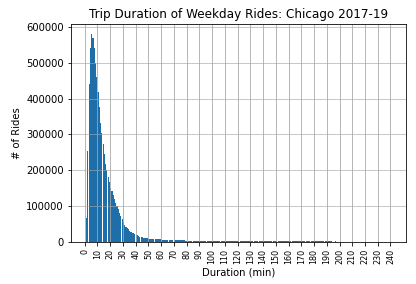 Trip Duration of Weekday Rides: Chicago 2017-19
600000
500000
400000
300000
200000
100000
0
# of Rides
0 10 20 30 40 50 60 70 80 90 100 110 120 130 140 150 160 170 180 190 200 210 220 230 240
Duration (min)